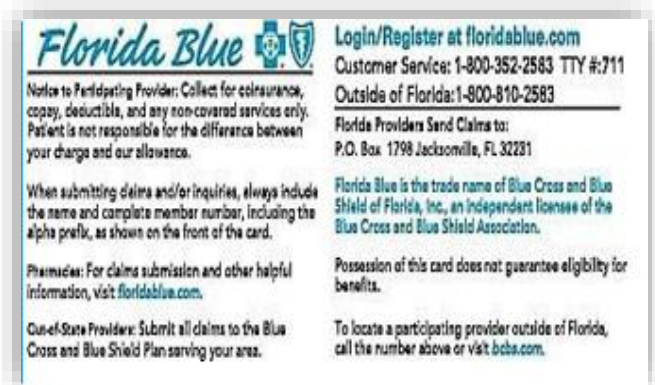 Florida Blue
Notice to Participating Provider: Collect for coinsurance,
copay, deductible, and any non-covered services only.
Patient is not responsible for the difference between
your charge and our allowance.
When submitting claims and/or inquiries, always include
the name and complete member number, including the
alpha prefix, as shown on the front of the card.
Pharmacies: For claims submission and other helpful
information, visit floridablue.com.
Out-of-State Providers: Submit all claims to the Blue
Cross and Blue Shield Plan serving your area.
Login/Register at floridablue.com
Customer Service: 1-800-352-2583 TTY #:711
Outside of Florida:1-800-810-2583
Florida Providers Send Claims to:
P.O. Box 1798 Jacksonville, FL 32231
Florida Blue is the trade name of Blue Cross and Blue
Shield of Florida, Inc., an independent licensee of the
Blue Cross and Blue Shield Association.
Possession of this card does not guarantee eligibility for
benefits.
To locate a participating provider outside of Florida,
call the number above or visit bcbs.com.